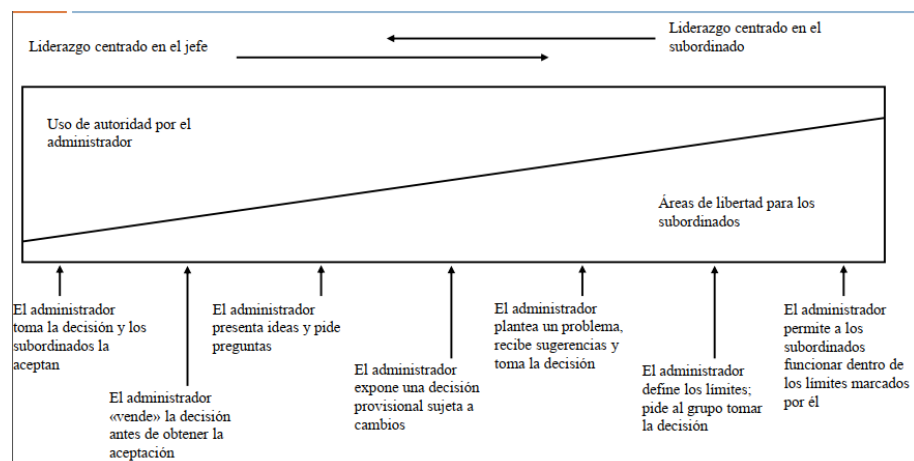 Liderazgo centrado en el jefe
Liderazgo centrado en el
subordinado
Uso de autoridad por el
administrador
Áreas de libertad para los
subordinados
El administrador
toma la decisión y los
subordinados la
aceptan
El administrador
«vende» la decisión
antes de obtener la
aceptación
El administrador
presenta ideas y pide
preguntas
El administrador
expone una decisión
provisional sujeta a
cambios
El administrador
plantea un problema,
recibe sugerencias y
toma la decisión
El administrador
define los límites;
pide al grupo tomar
la decisión
El administrador
permite a los
subordinados
funcionar dentro de
los límites marcados
por él